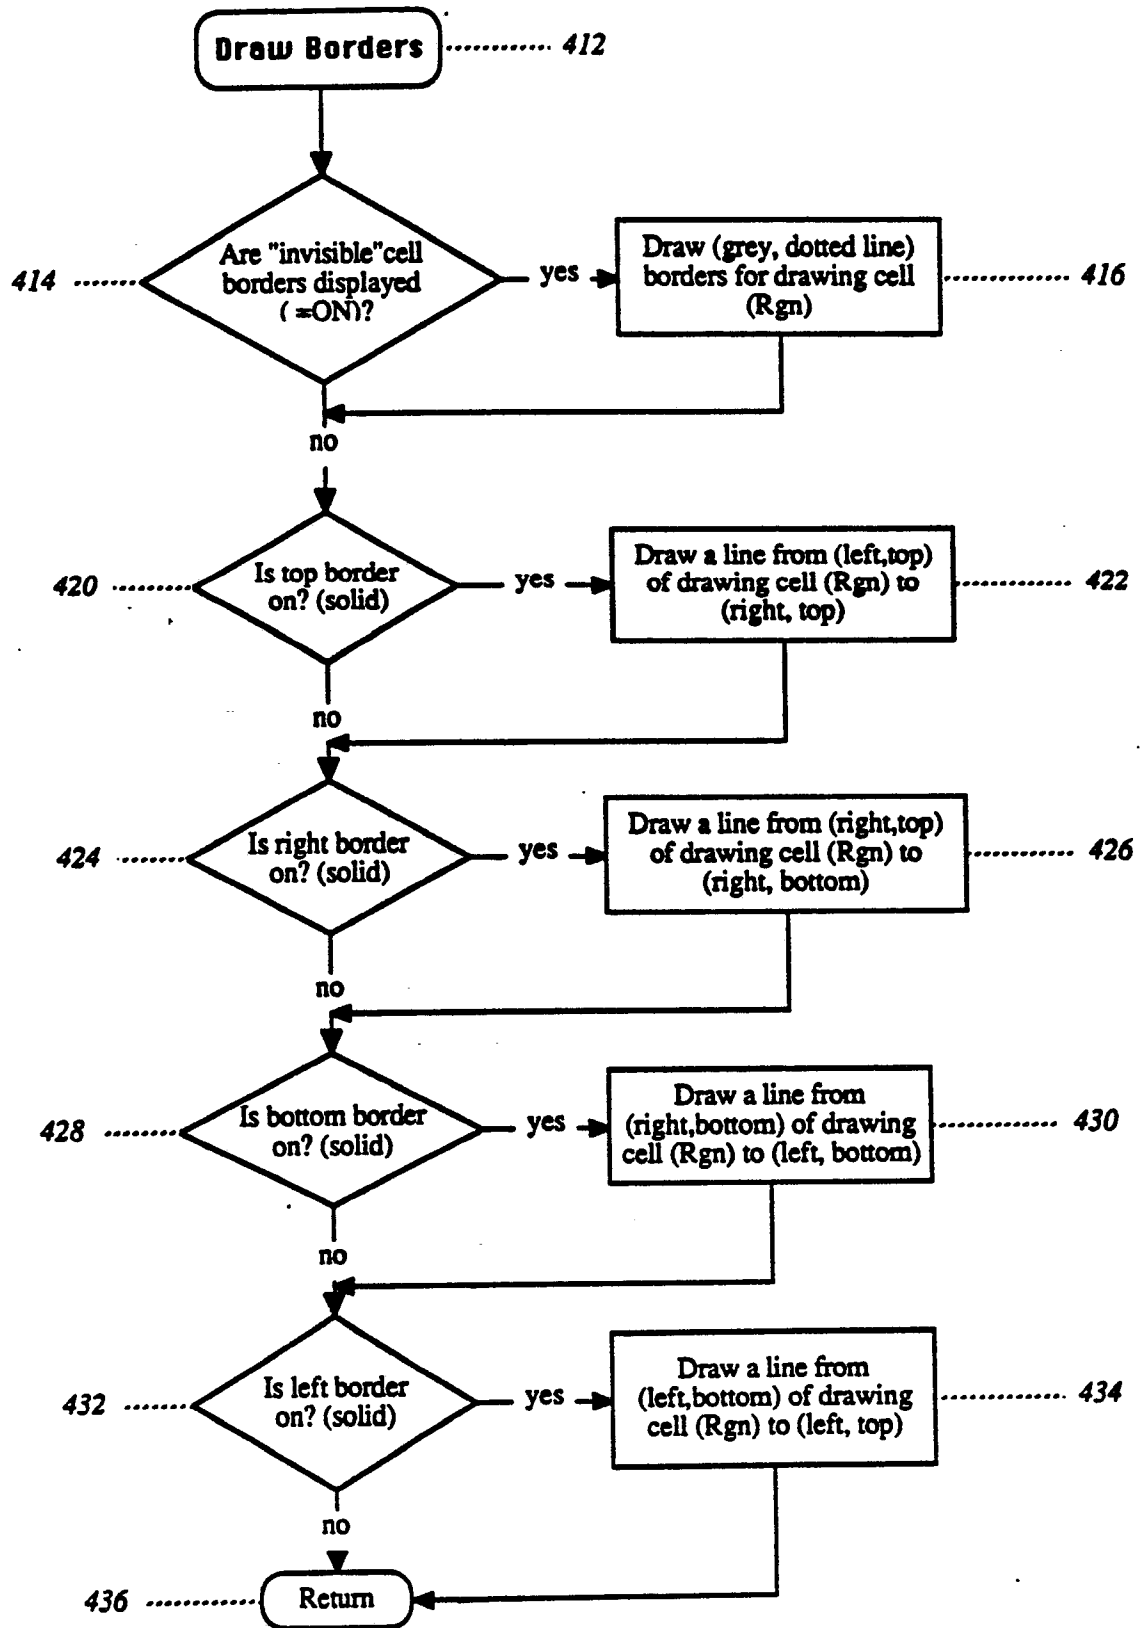 Draw Borders
412
Are "invisible"cell
borders displayed
(=ON)?
414
yes
Draw (grey, dotted line)
borders for drawing cell
(Rgn)
416
no
Is top border
on? (solid)
420
yes
Draw a line from (left,top)
of drawing cell (Rgn) to
(right, top)
422
no
Is right border
on? (solid)
424
yes
Draw a line from (right,top)
of drawing cell (Rgn) to
(right, bottom)
426
no
Is bottom border
on? (solid)
428
yes
Draw a line from
(right,bottom) of drawing
cell (Rgn) to (left, bottom)
430
no
Is left border
on? (solid)
432
yes
Draw a line from
(left,bottom) of drawing
cell (Rgn) to (left, top)
434
no
Return
436